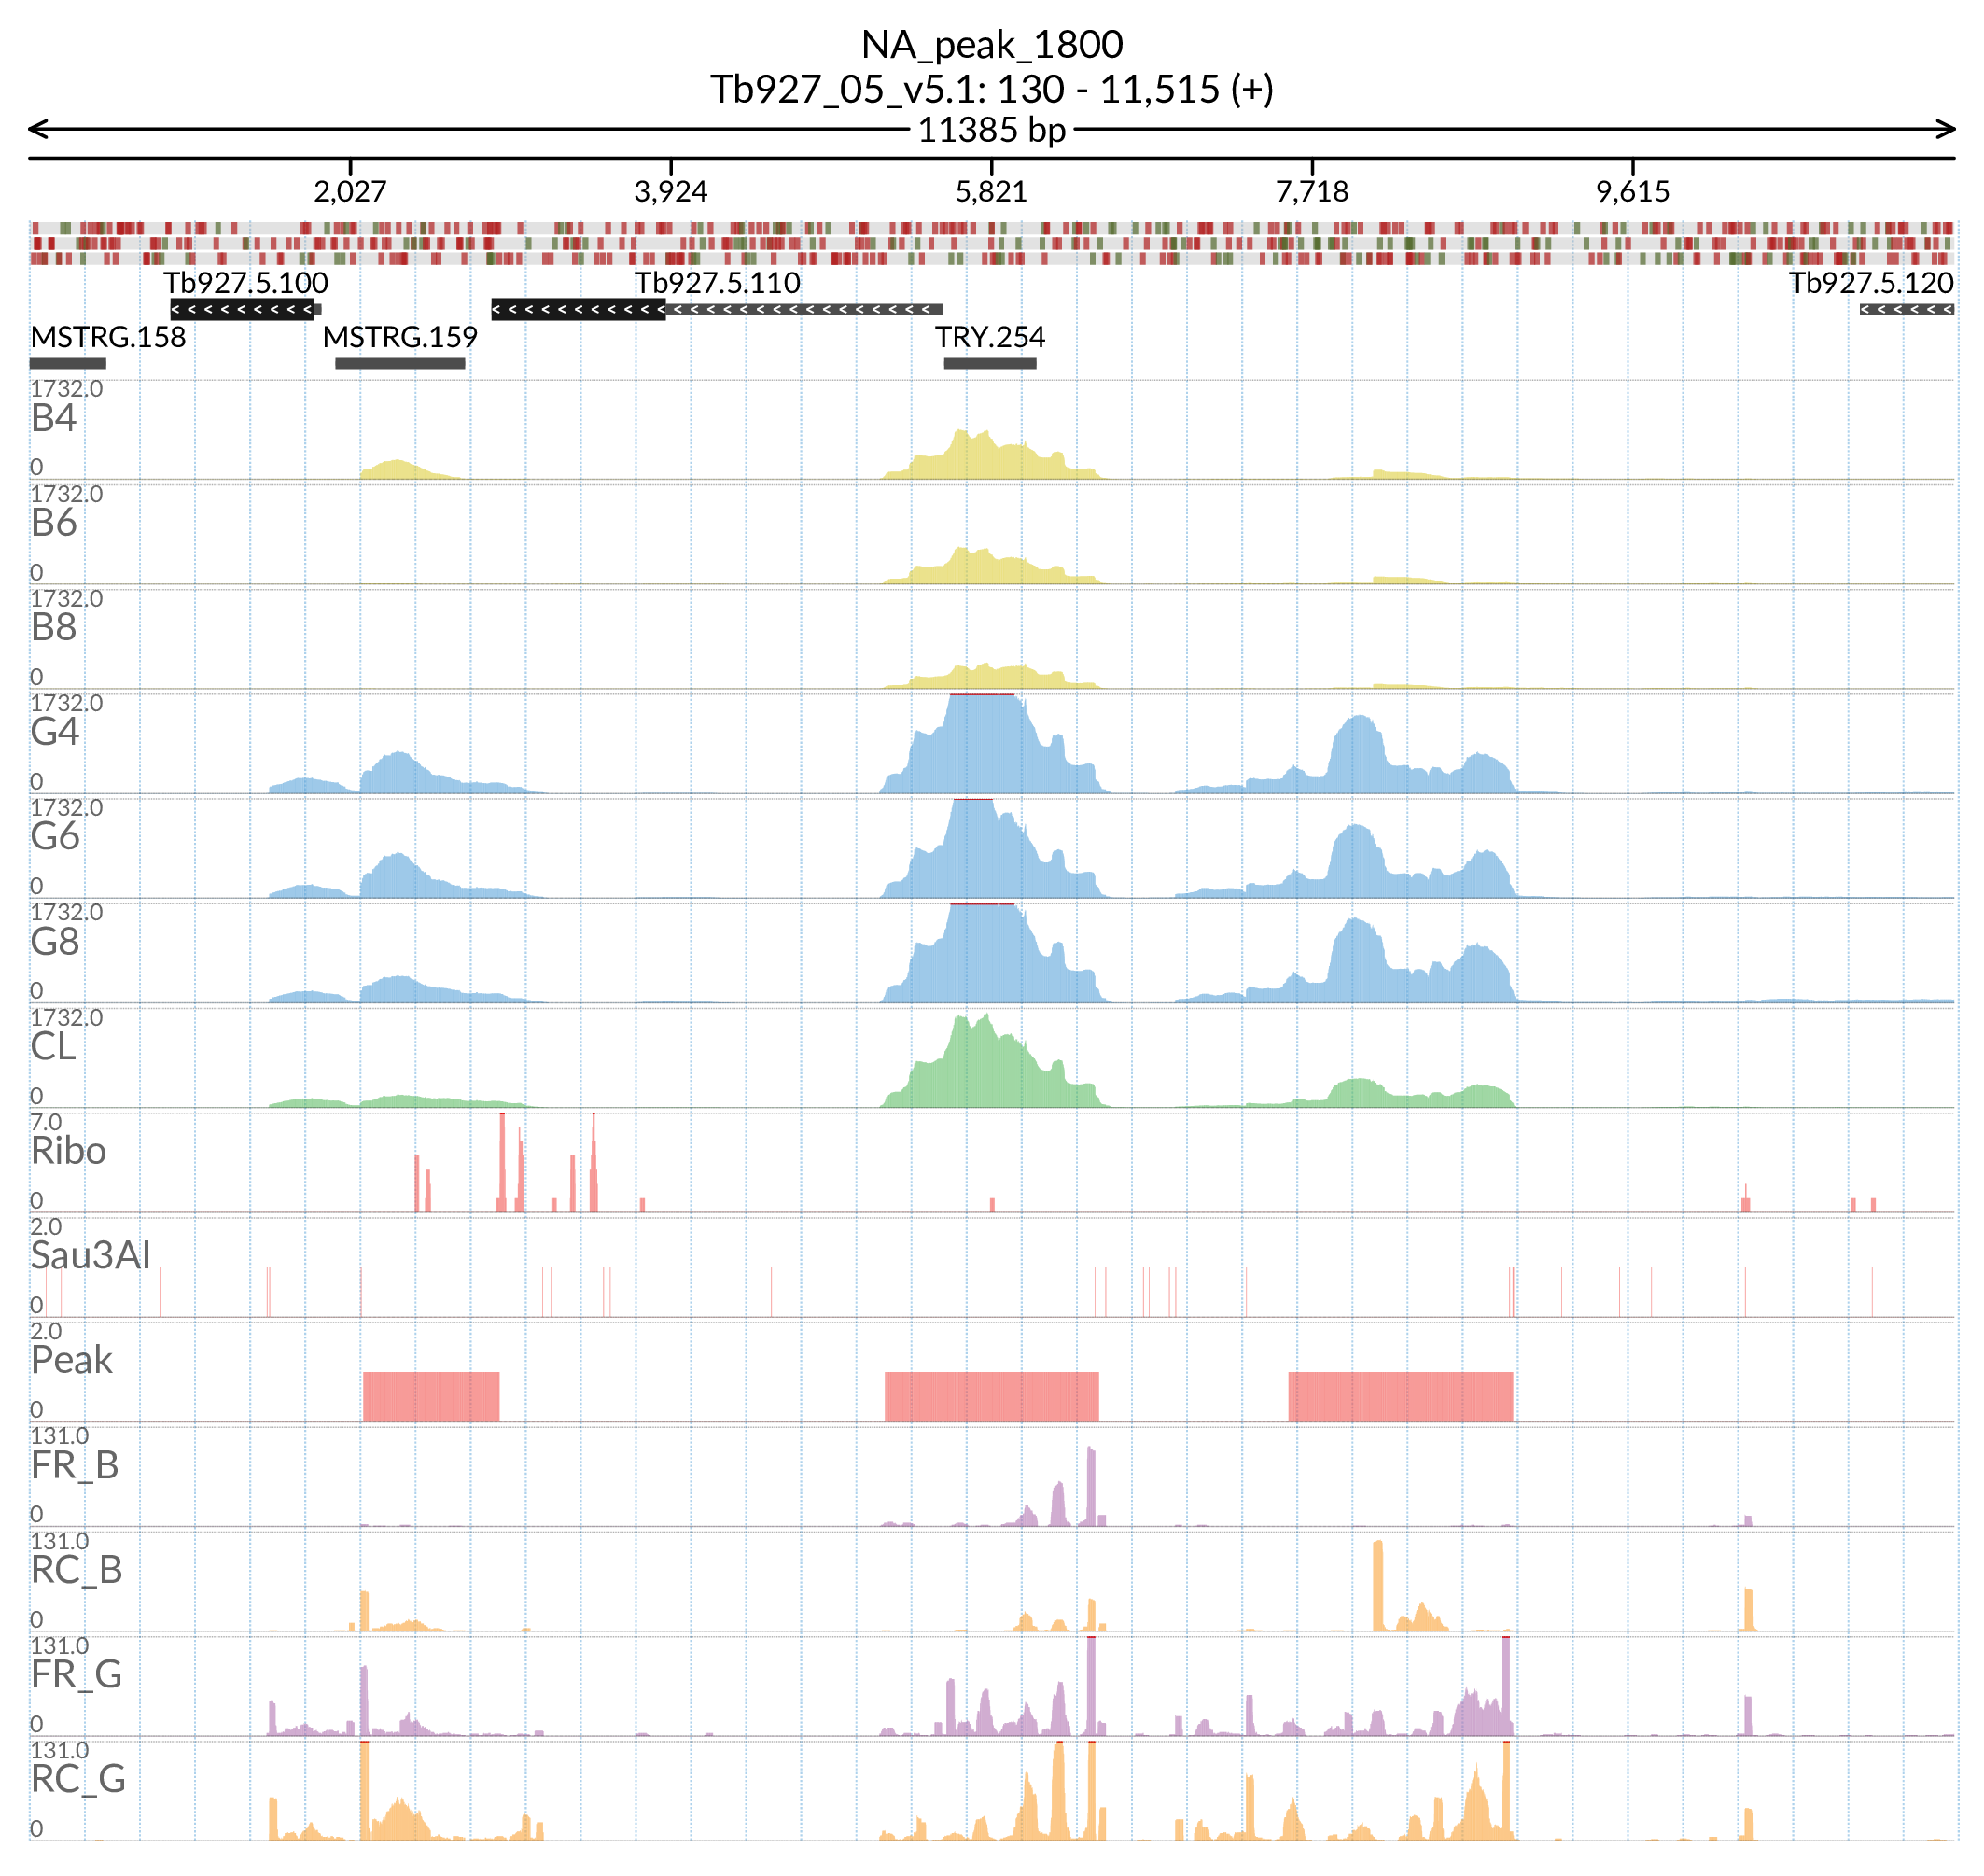 NA_peak_1800
Tb927_05_v5.1: 130 - 11,515 (+)
11385 bp
2,027 3,924 5,821 7,718 9,615
Tb927.5.100 Tb927.5.110 Tb927.5.120
MSTRG.158 MSTRG.159 TRY.254
1732.0
B4
0
1732.0
B6
0
1732.0
B8
0
1732.0
G4
0
1732.0
G6
0
1732.0
G8
0
1732.0
CL
0
7.0
Ribo
0
2.0
Sau3AI
0
2.0
Peak
0
131.0
FR_B
0
131.0
RC_B
0
131.0
FR_G
0
131.0
RC_G
0